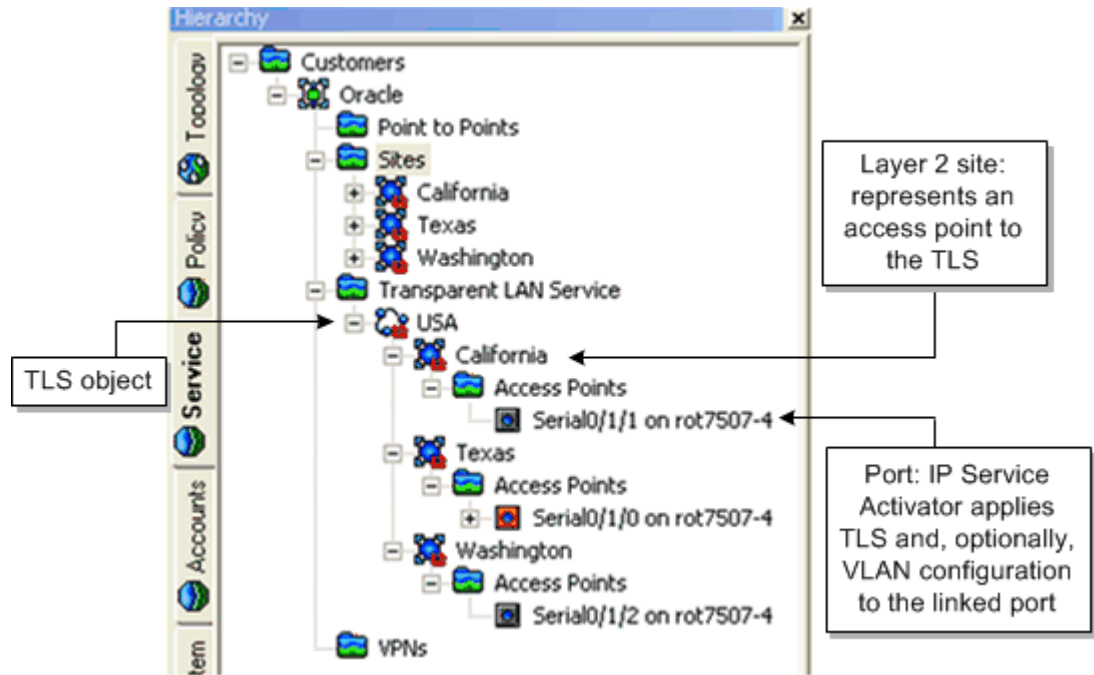 Hierarchy
Topology
Policy
Service
Accounts
tem
Customers
Oracle
Point to Points
Sites
California
Texas
Washington
Transparent LAN Service
USA
California
Access Points
Serial0/1/1 on rot7507-4
Texas
Access Points
Serial0/1/0 on rot7507-4
Washington
Access Points
Serial0/1/2 on rot7507-4
VPNs
TLS object
Layer 2 site:
represents an
access point to
the TLS
Port: IP Service
Activator applies
TLS and, optionally,
VLAN configuration
to the linked port